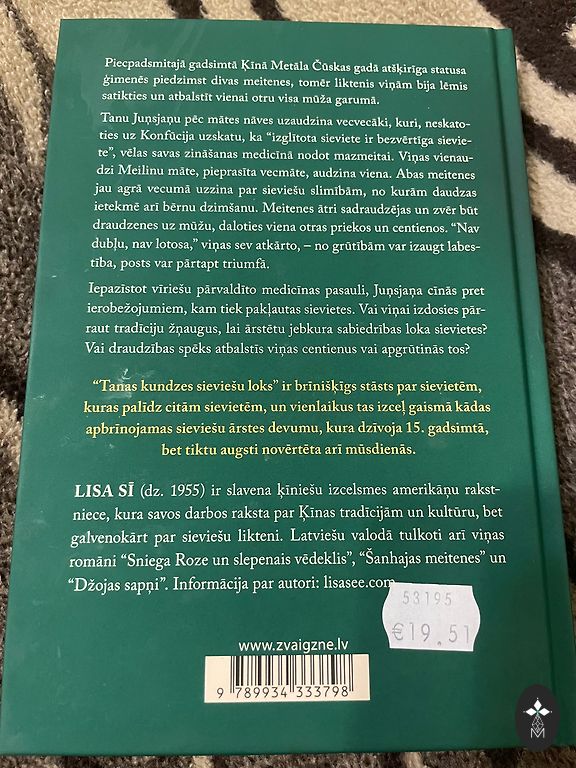 Piecpadsmitajā gadsimtā Ķīnā Metāla Čūskas gadā atšķirīga statusa
ģimenēs piedzimst divas meitenes, tomēr liktenis viņām bija lēmis
satikties un atbalstīt vienai otru visa mūža garumā.
Tanu Juņsjaņu pēc mātes nāves uzaudzina vecvecāki, kuri, neskato-
ties uz Konfūcija uzskatu, ka “izglītota sieviete ir bezvērtīga sievie-
te”, vēlas savas zināšanas medicīnā nodot mazmeitai. Viņas vienau-
dzi Meilinu māte, pieprasīta vecmāte, audzina viena. Abas meitenes
jau agrā vecumā uzzina par sieviešu slimībām, no kurām daudzas
ietekmē arī bērnu dzimšanu. Meitenes ātri sadraudzējas un zvēr būt
draudzenes uz mūžu, daloties viena otras priekos un centienos. “Nav
dubļu, nav lotosa,” viņas sev atkārto, – no grūtībām var izaugt labes-
tība, posts var pārtapt triumfā.
Iepazīstot vīriešu pārvaldīto medicīnas pasauli, Juņsjaņa cīnās pret
ierobežojumiem, kam tiek pakļautas sievietes. Vai viņai izdosies pār-
raut tradīciju žņaugus, lai ārstētu jebkura sabiedrības loka sievietes?
Vai draudzības spēks atbalstīs viņas centienus vai apgrūtinās tos?
“Tanas kundzes sieviešu loks” ir brīnišķīgs stāsts par sievietēm,
kuras palīdz citām sievietēm, un vienlaikus tas izceļ gaismā kādas
apbrīnojamas sieviešu ārstes devumu, kura dzīvoja 15. gadsimtā,
bet tiktu augsti novērtēta arī mūsdienās.
LISA SĪ (dz. 1955) ir slavena ķīniešu izcelsmes amerikāņu rakst-
niece, kura savos darbos raksta par Ķīnas tradīcijām un kultūru, bet
galvenokārt par sieviešu likteni. Latviešu valodā tulkoti arī viņas
romāni “Sniega Roze un slepenais vēdeklis”, “Šanhajas meitenes” un
“Džojas sapņi”. Informācija par autori: lisasee.com
53195
€19.51
www.zvaigzne.lv
9 789934 333798
M